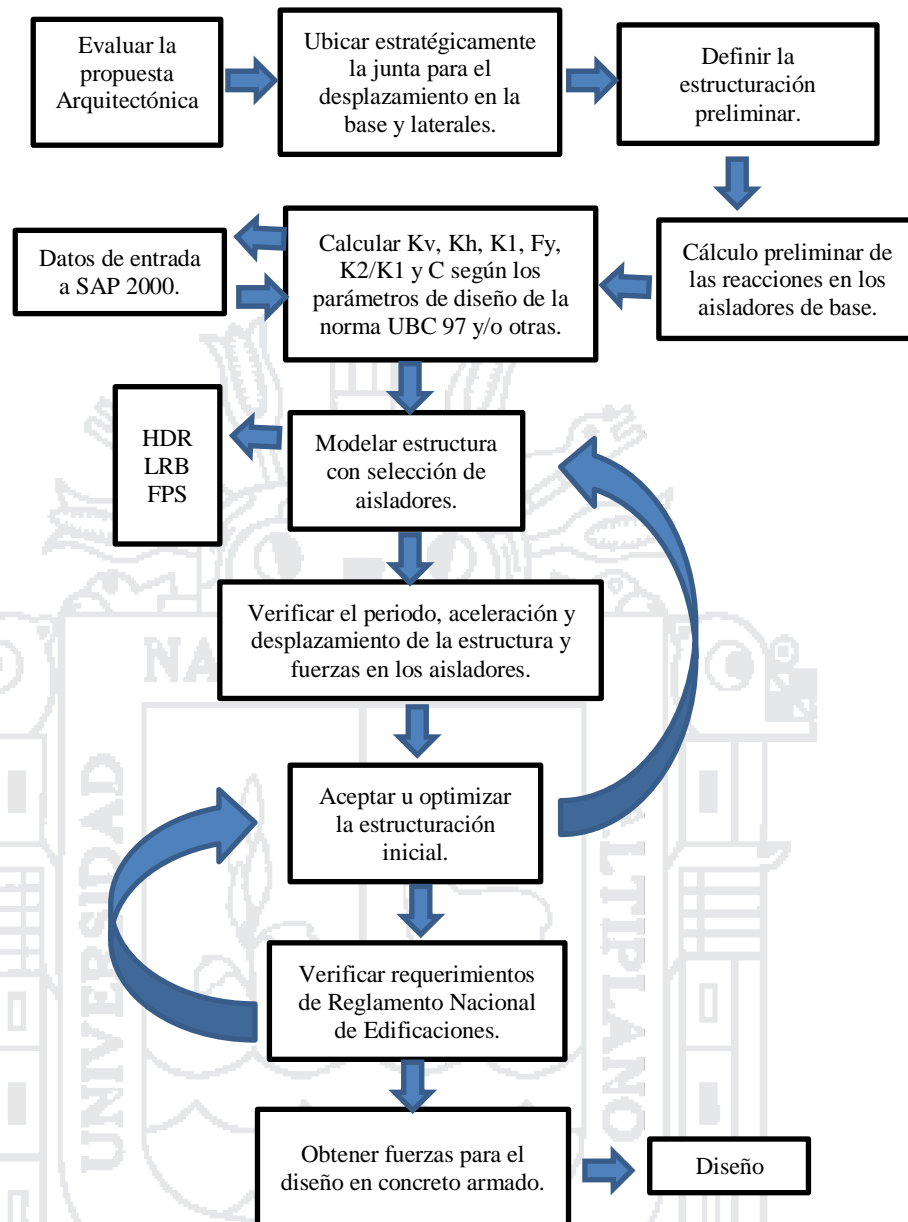 Evaluar la
propuesta
Arquitectónica
Ubicar estratégicamente
la junta para el
desplazamiento en la
base y laterales.
Definir la
estructuración
preliminar.
Datos de entrada
a SAP 2000.
Calcular Kv, Kh, K1, Fy,
K2/K1 y C según los
parámetros de diseño de la
norma UBC 97 y/o otras.
Cálculo preliminar de
las reacciones en los
aisladores de base.
HDR
LRB
FPS
Modelar estructura
con selección de
aisladores.
Verificar el periodo, aceleración y
desplazamiento de la estructura y
fuerzas en los aisladores.
Aceptar u optimizar
la estructuración
inicial.
Verificar requerimientos
de Reglamento Nacional
de Edificaciones.
Obtener fuerzas para el
diseño en concreto armado.
Diseño
UNIVERSIDAD
NA
LTIPLANO